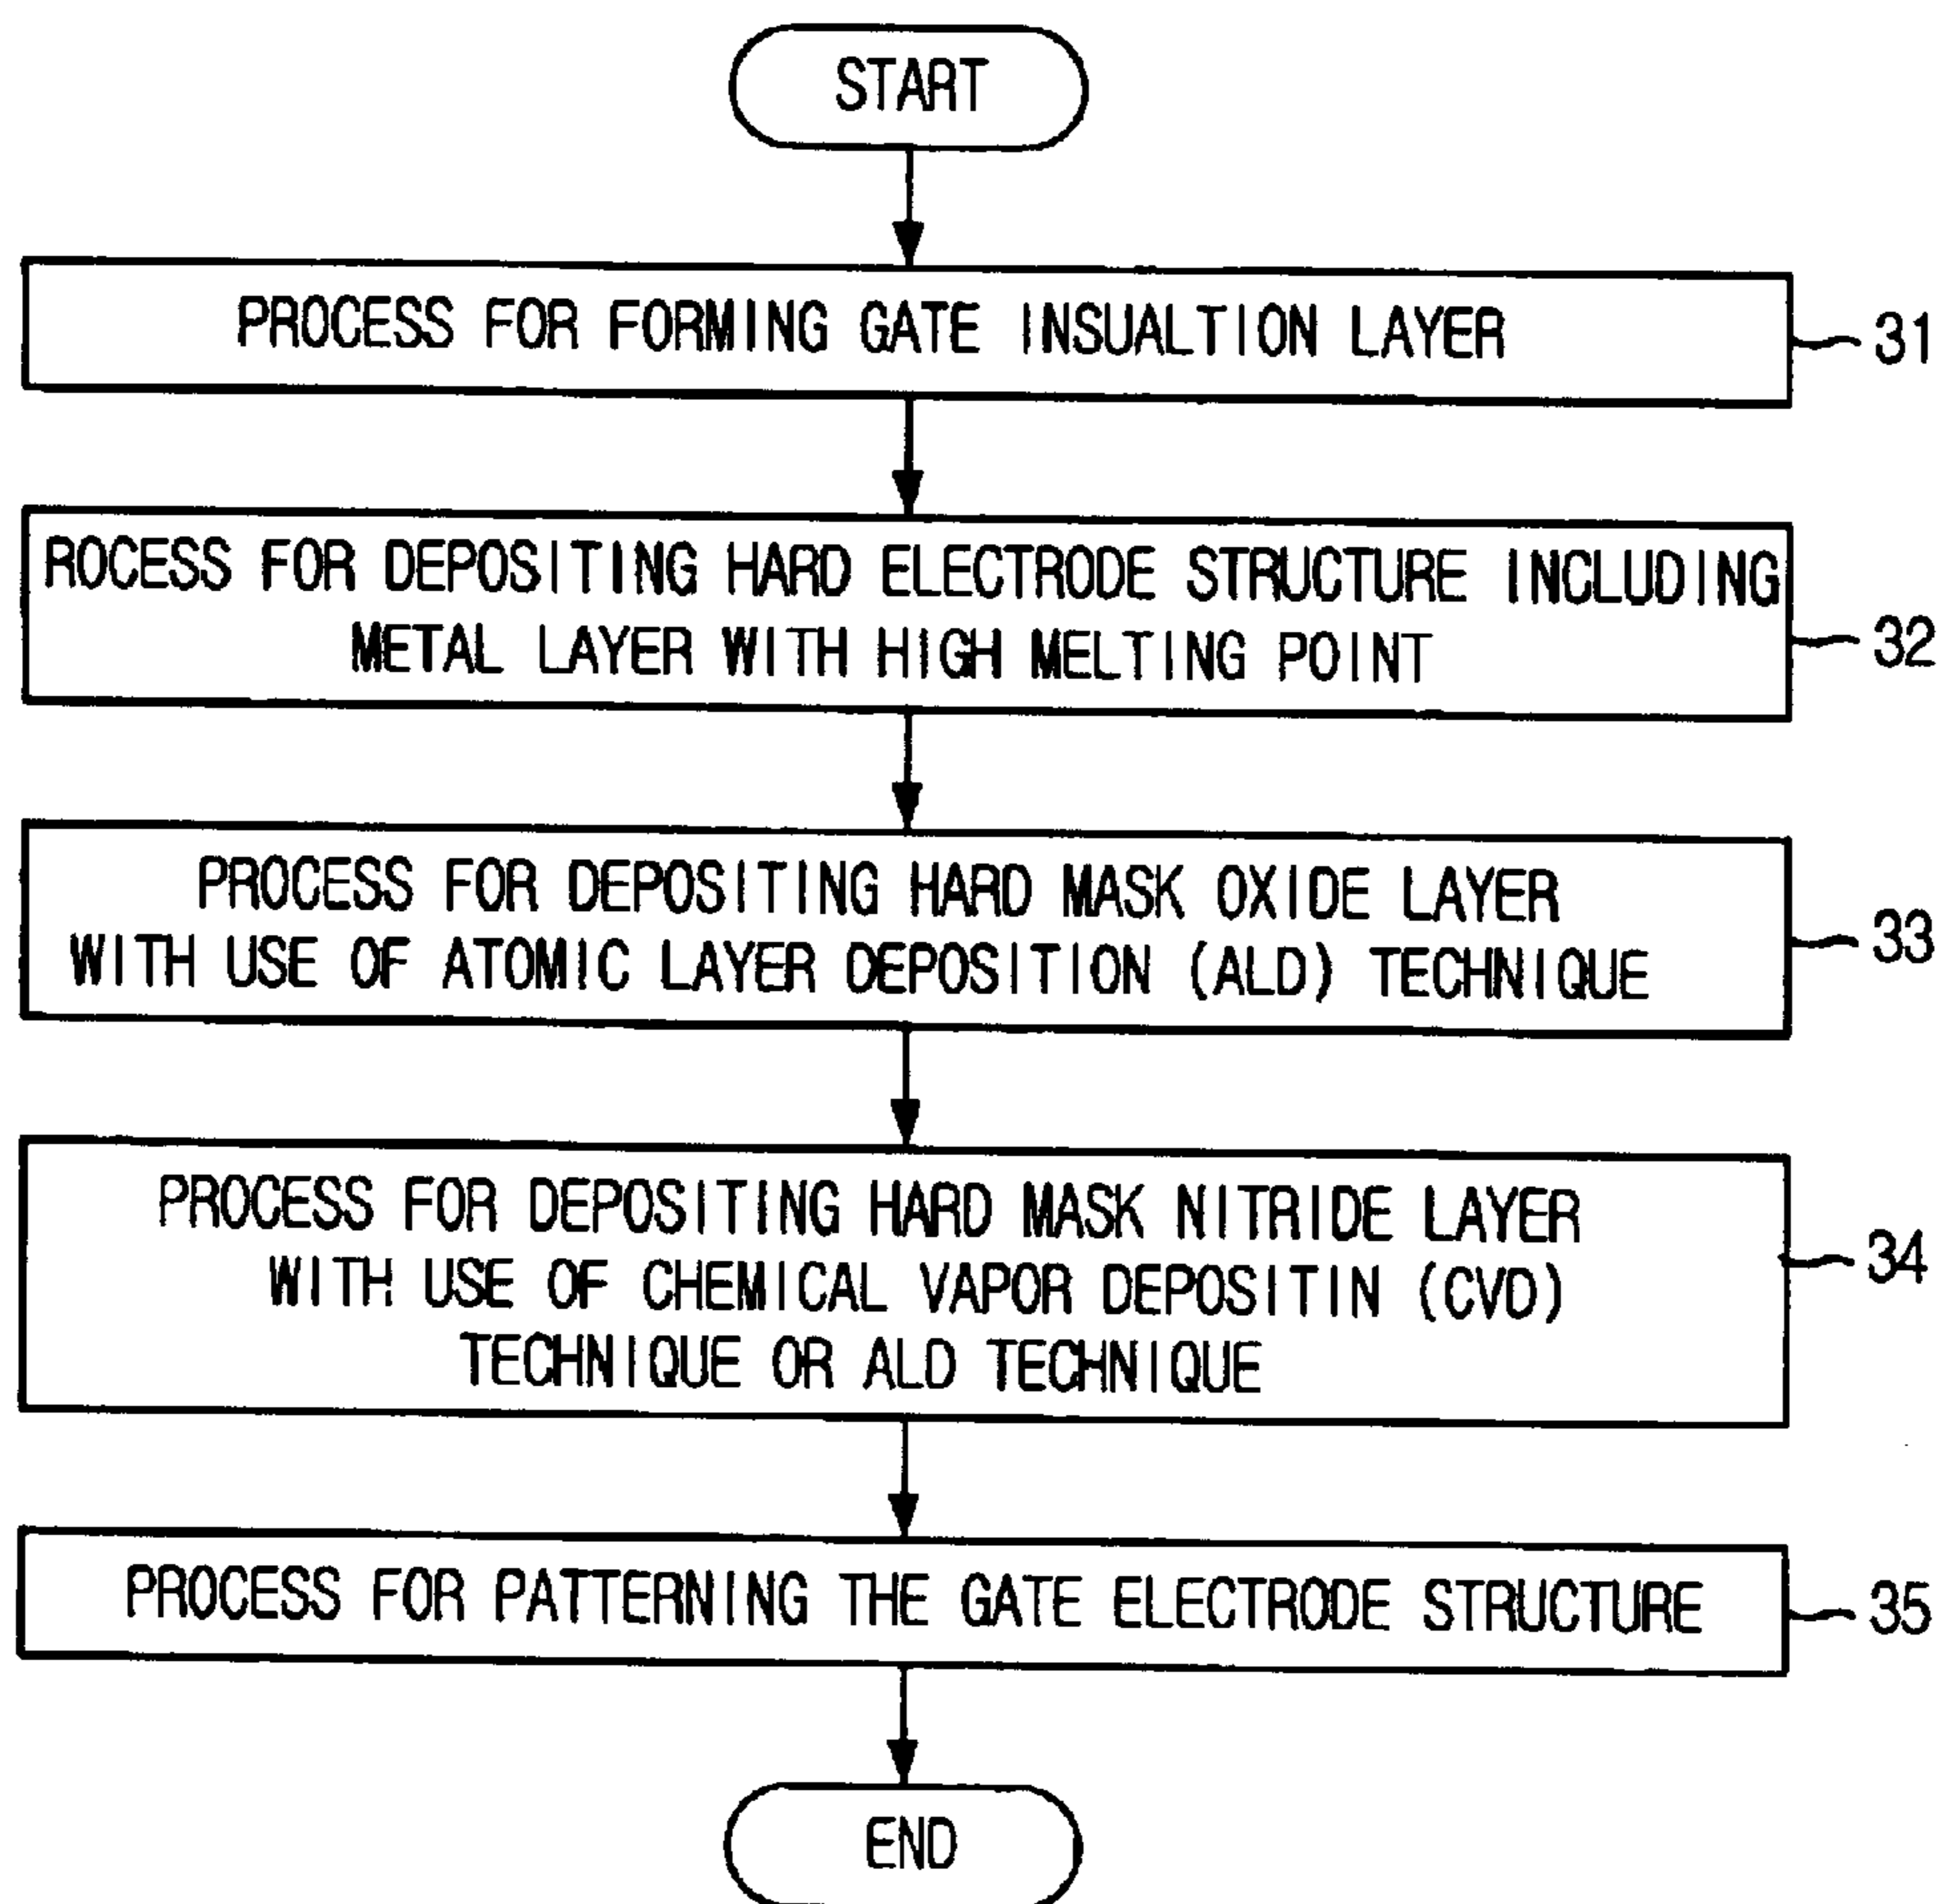 START
PROCESS FOR FORMING GATE INSUALTION LAYER
31
ROCESS FOR DEPOSITING HARD ELECTRODE STRUCTURE INCLUDING
METAL LAYER WITH HIGH MELTING POINT
32
PROCESS FOR DEPOSITING HARD MASK OXIDE LAYER
WITH USE OF ATOMIC LAYER DEPOSITION (ALD) TECHNIQUE
33
PROCESS FOR DEPOSITING HARD MASK NITRIDE LAYER
WITH USE OF CHEMICAL VAPOR DEPOSITIN (CVD)
TECHNIQUE OR ALD TECHNIQUE
34
PROCESS FOR PATTERNING THE GATE ELECTRODE STRUCTURE
35
END